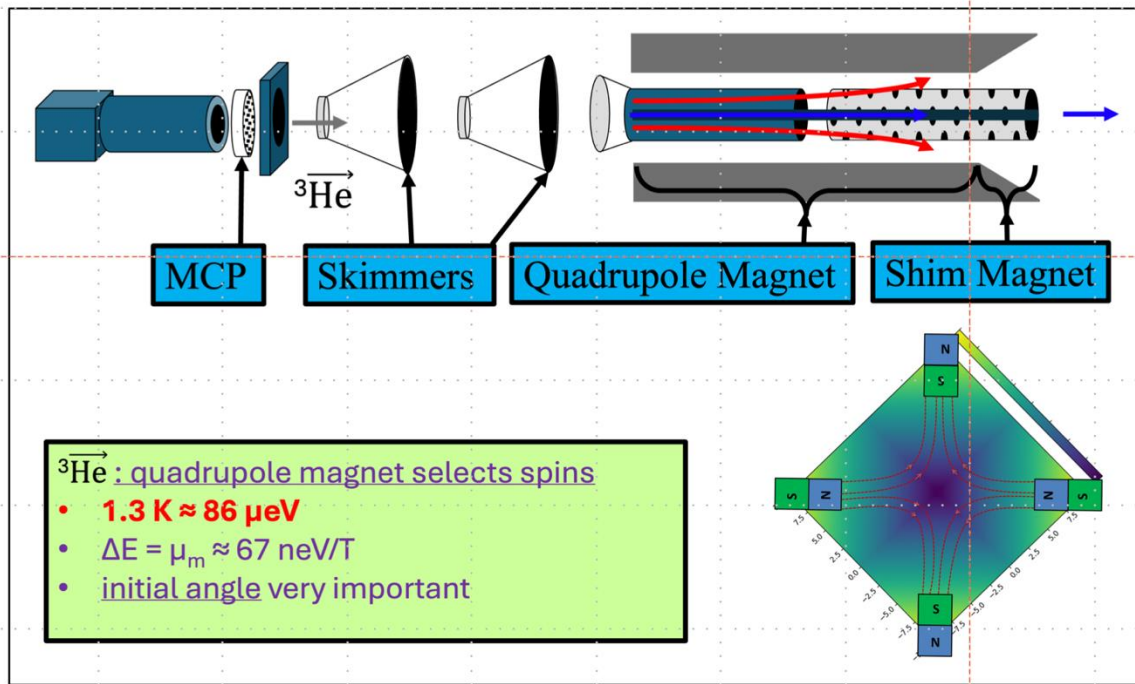 ³He
MCP
Skimmers
Quadrupole Magnet
Shim Magnet
N
S
S N
N S
7.5
5.0
2.5
0.0
−2.5
−5.0
−7.5
7.5
5.0
2.5
0.0
−2.5
−5.0
−7.5
S
N
³He : quadrupole magnet selects spins
• 1.3 K ≈ 86 µeV
• ΔE = μₘ ≈ 67 neV/T
• initial angle very important